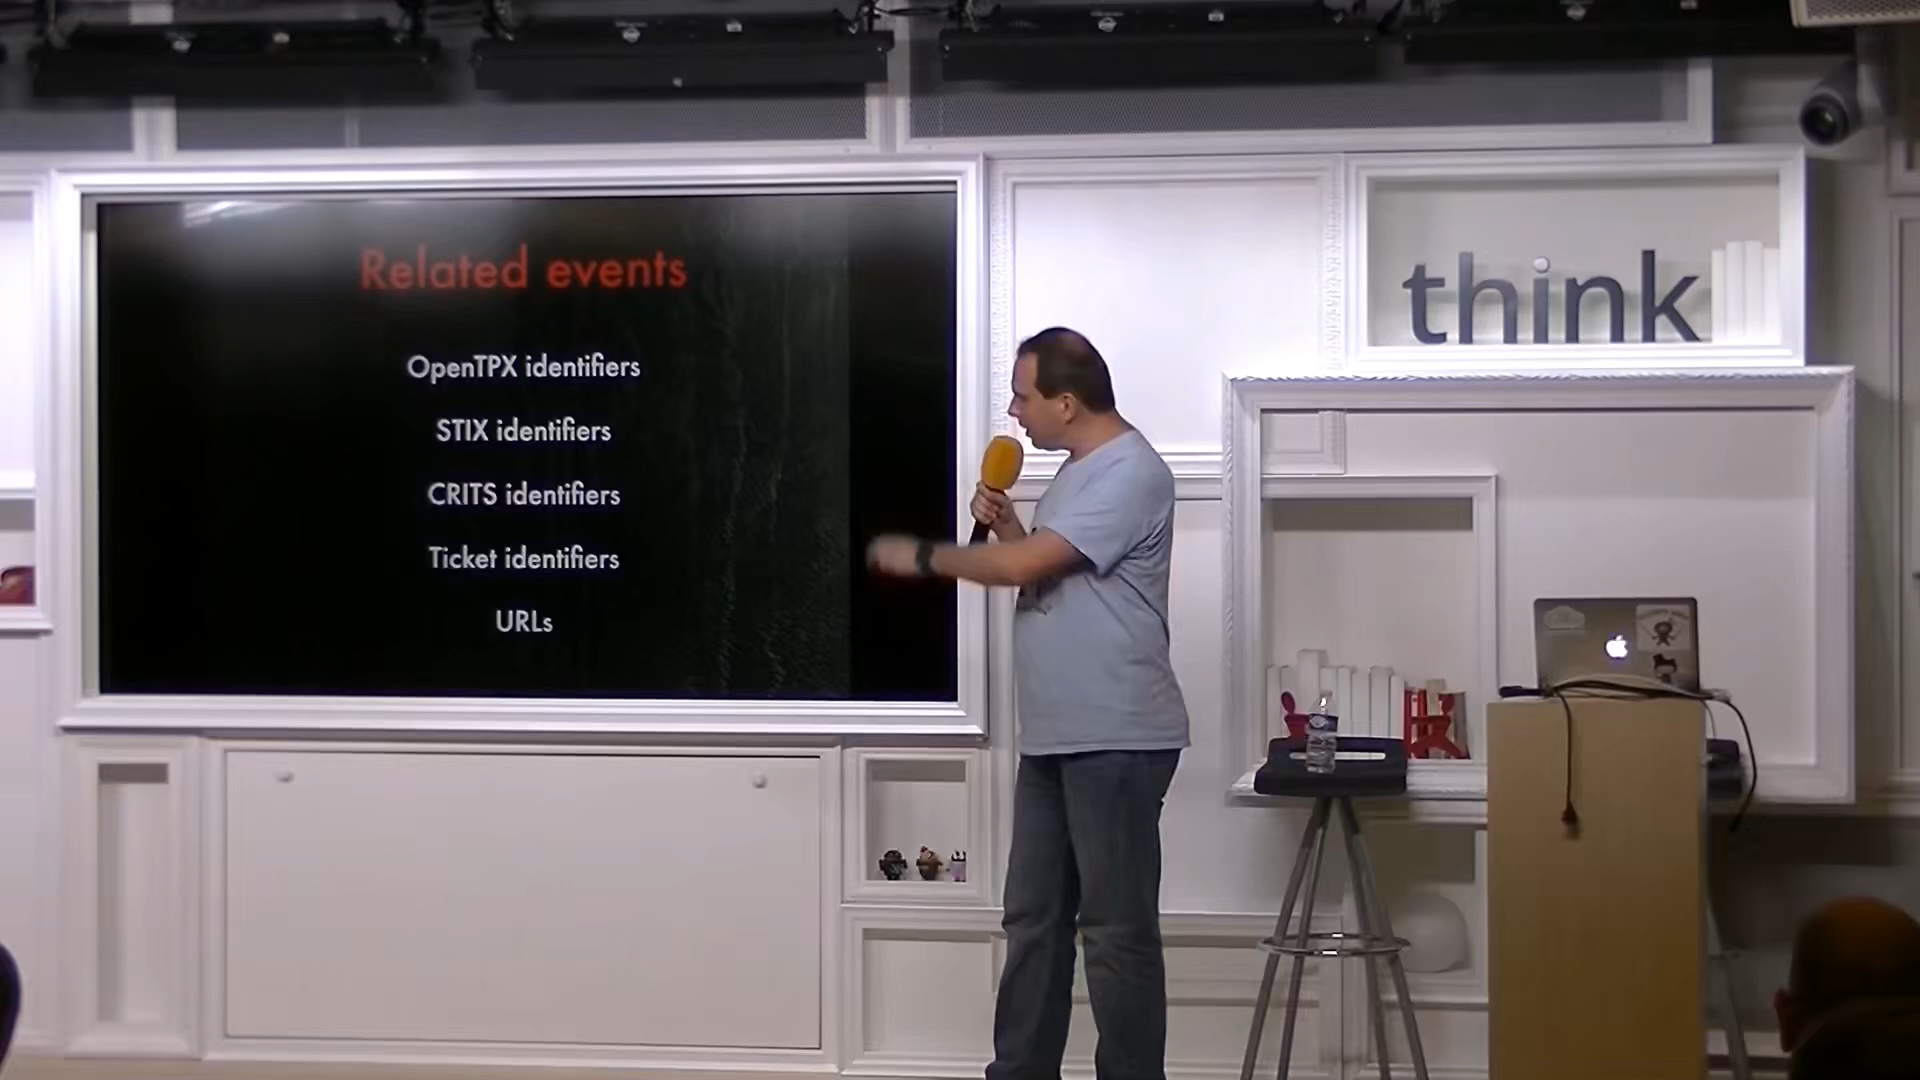 Related events
OpenTPX identifiers
STIX identifiers
CRITS identifiers
Ticket identifiers
URLs
think